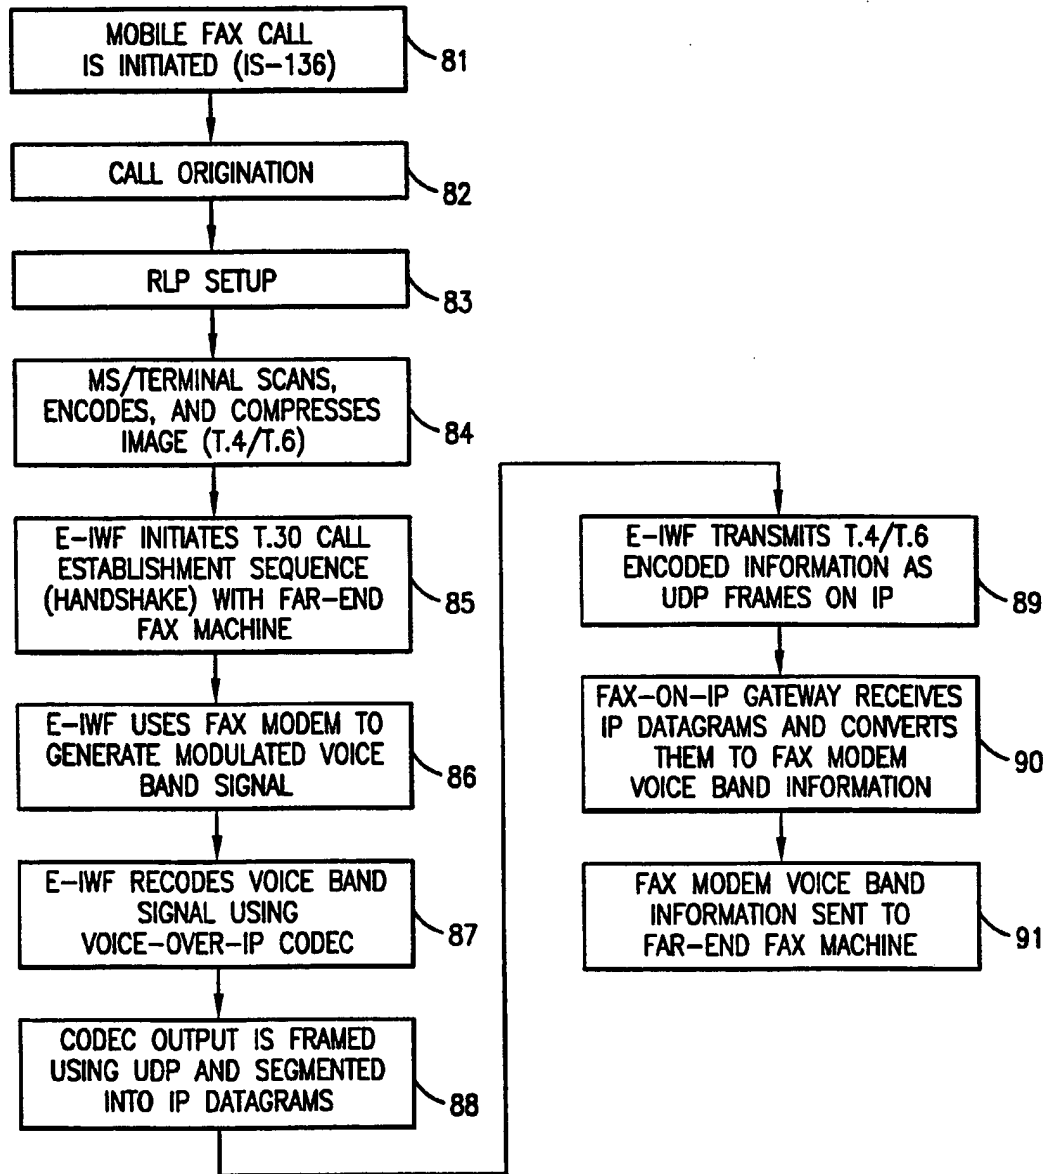 MOBILE FAX CALL
IS INITIATED (IS-136)
81
CALL ORIGINATION
82
RLP SETUP
83
MS/TERMINAL SCANS,
ENCODES, AND COMPRESSES
IMAGE (T.4/T.6)
84
E-IWF INITIATES T.30 CALL
ESTABLISHMENT SEQUENCE
(HANDSHAKE) WITH FAR-END
FAX MACHINE
85
E-IWF USES FAX MODEM TO
GENERATE MODULATED VOICE
BAND SIGNAL
86
E-IWF RECODES VOICE BAND
SIGNAL USING
VOICE-OVER-IP CODEC
87
CODEC OUTPUT IS FRAMED
USING UDP AND SEGMENTED
INTO IP DATAGRAMS
88
E-IWF TRANSMITS T.4/T.6
ENCODED INFORMATION AS
UDP FRAMES ON IP
89
FAX-ON-IP GATEWAY RECEIVES
IP DATAGRAMS AND CONVERTS
THEM TO FAX MODEM
VOICE BAND INFORMATION
90
FAX MODEM VOICE BAND
INFORMATION SENT TO
FAR-END FAX MACHINE
91